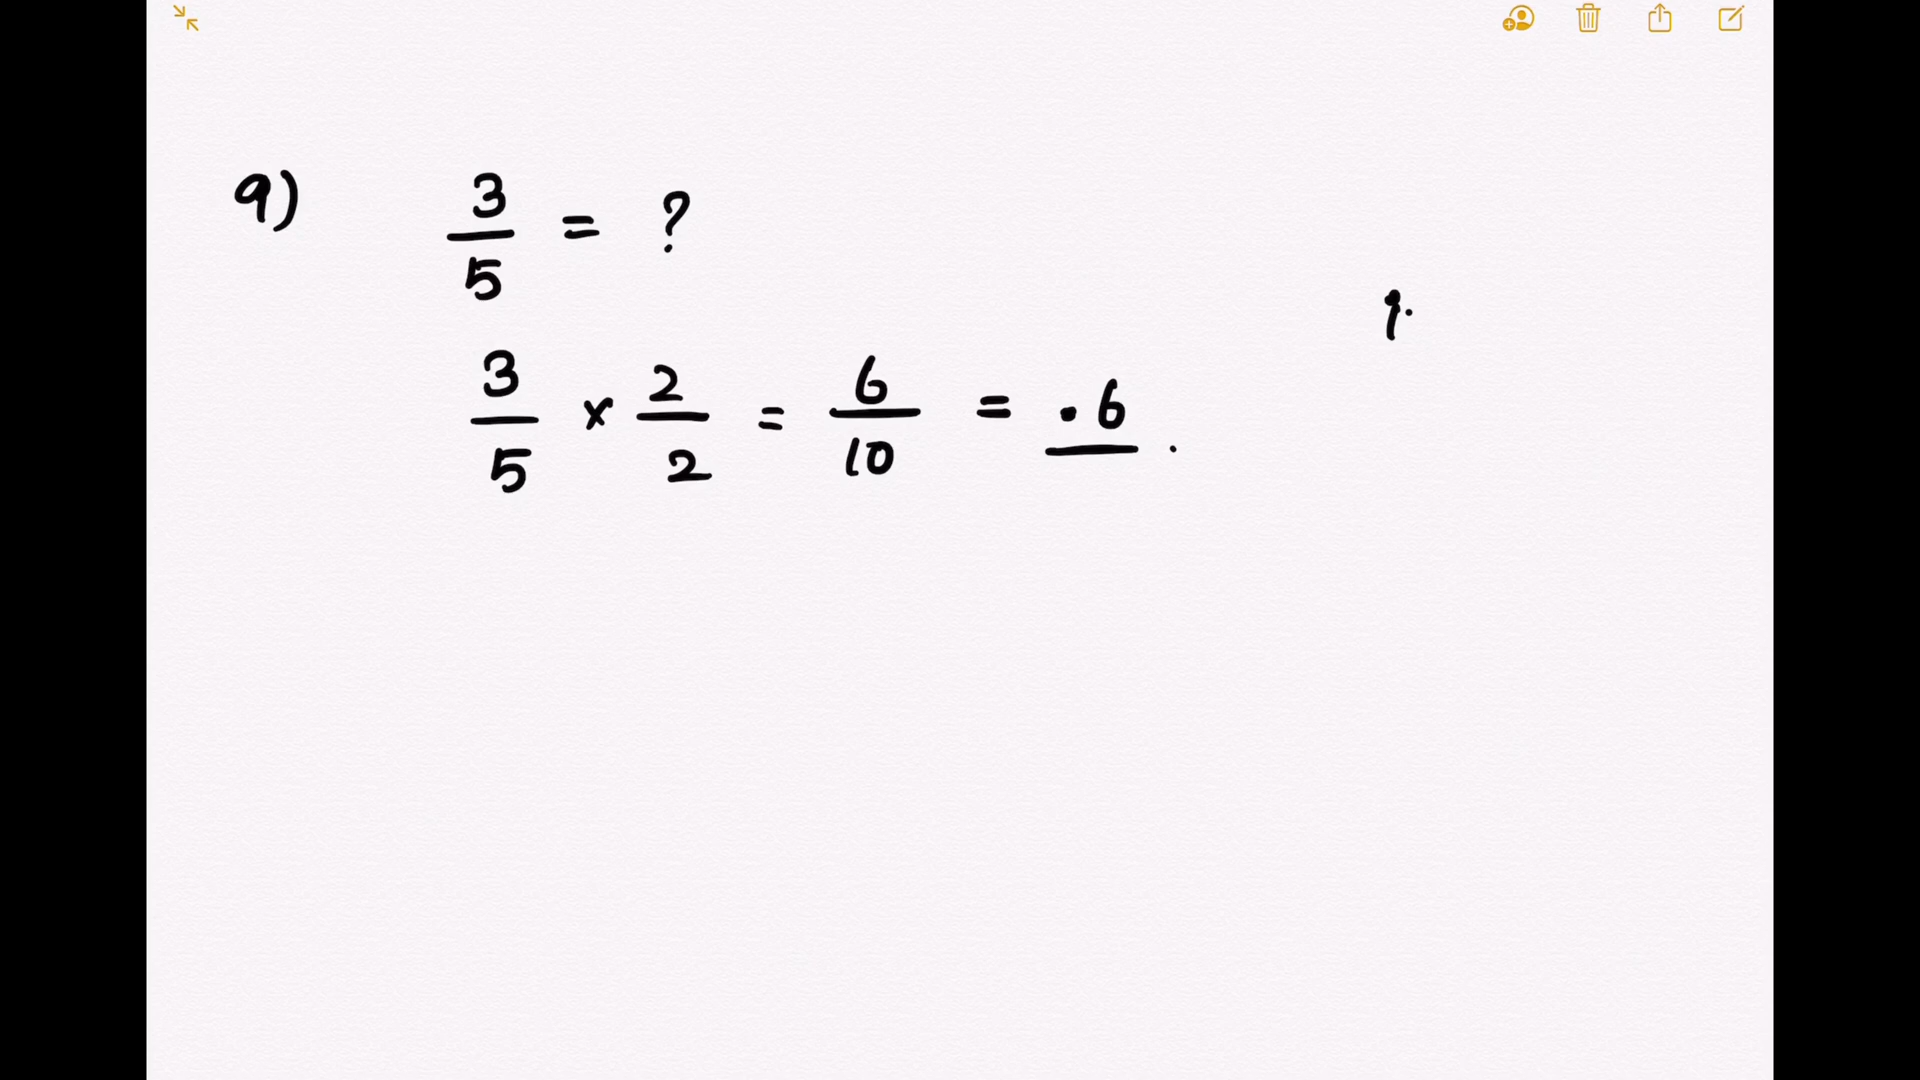 9) 3/5 = ?
3/5 x 2/2 = 6/10 = .6